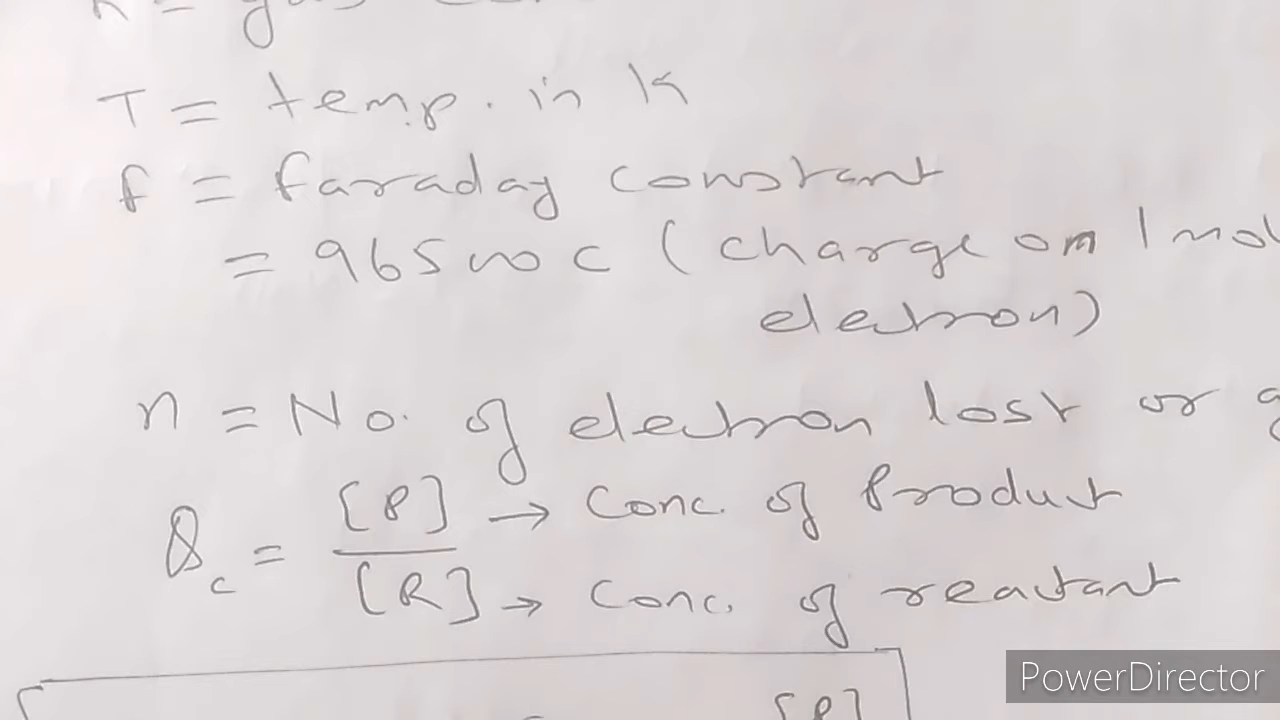 T = temp. in K
f = faraday constant
= 96500 C (charge on 1 mol
electron)
n = No. of electron lost or g
Qc = [P] → Conc. of Product
[R] → Conc. of reactant
[P]
PowerDirector